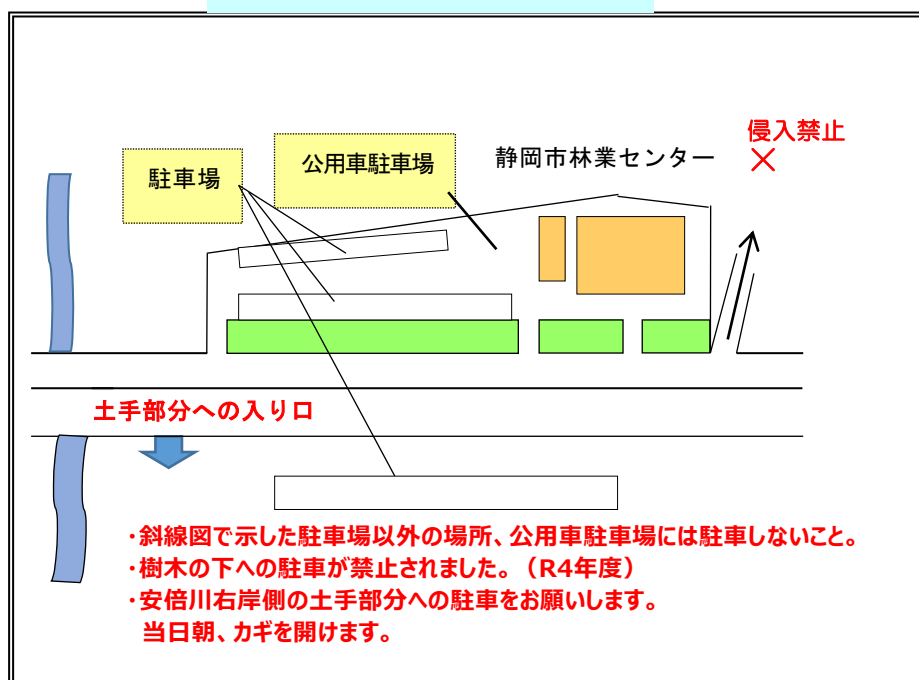 侵入禁止
×
静岡市林業センター
公用車駐車場
駐車場
土手部分への入り口
・斜線図で示した駐車場以外の場所、公用車駐車場には駐車しないこと。
・樹木の下への駐車が禁止されました。（R4年度）
・安倍川右岸側の土手部分への駐車をお願いします。
当日朝、カギを開けます。